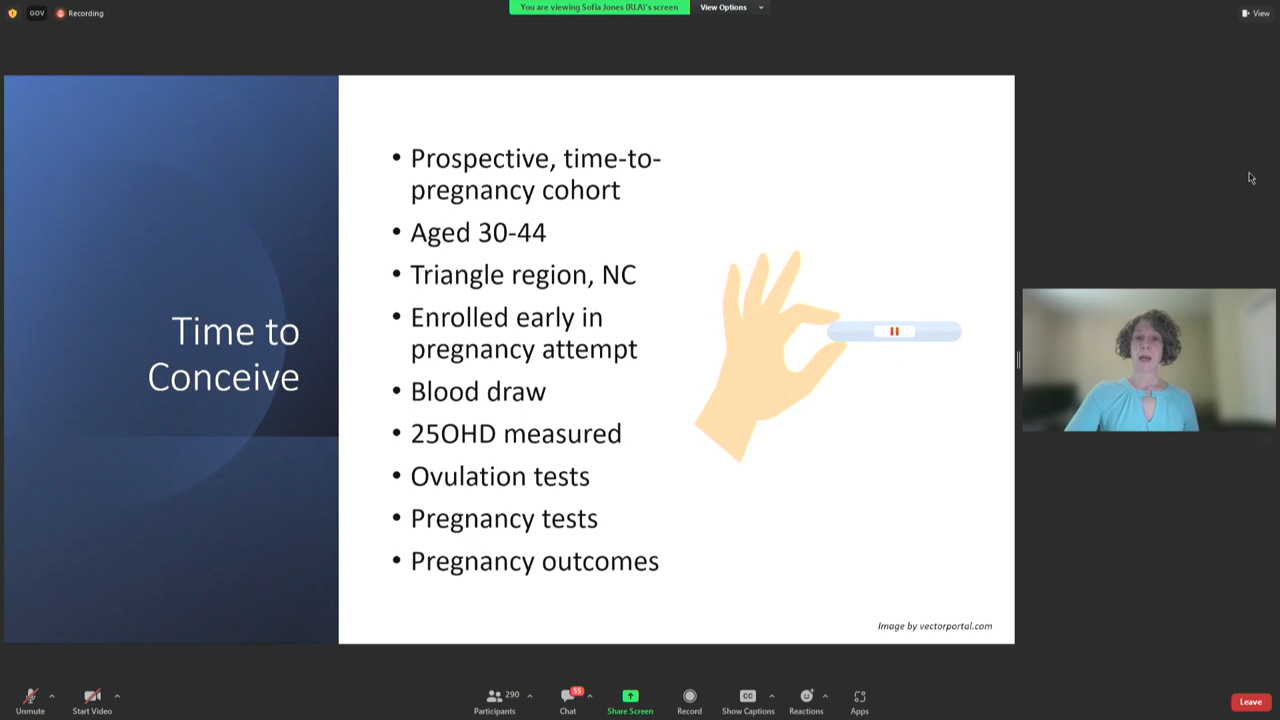 GOV
Recording
You are viewing Sofia Jones (RLA)'s screen
View Options
View
Time to
Conceive
• Prospective, time-to-
pregnancy cohort
• Aged 30-44
• Triangle region, NC
• Enrolled early in
pregnancy attempt
• Blood draw
• 25OHD measured
• Ovulation tests
• Pregnancy tests
• Pregnancy outcomes
Image by vectorportal.com
Unmute
Start Video
290
Participants
55
Chat
Share Screen
Record
CC
Show Captions
Reactions
Apps
Leave